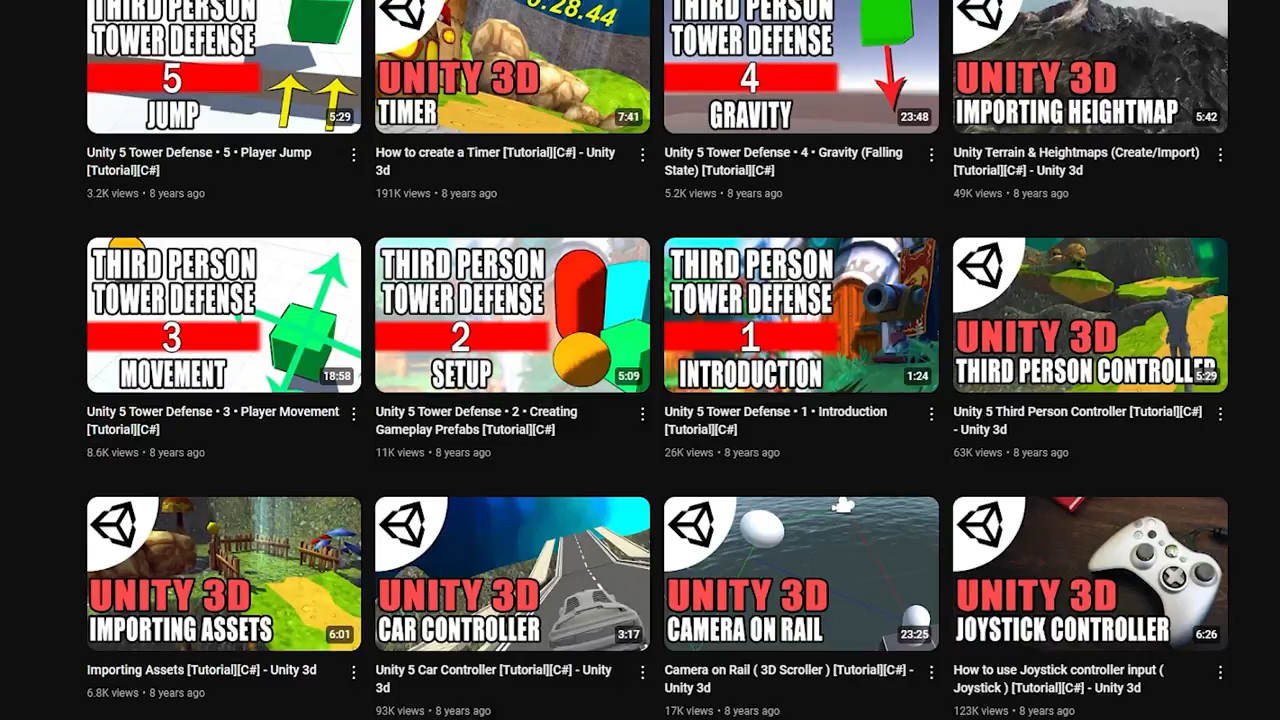 THIRD PERSON
TOWER DEFENSE
5
JUMP
5:29
Unity 5 Tower Defense • 5 • Player Jump
[Tutorial][C#]
3.2K views • 8 years ago
0:28.44
UNITY 3D
TIMER
7:41
How to create a Timer [Tutorial][C#] - Unity
3d
191K views • 8 years ago
THIRD PERSON
TOWER DEFENSE
4
GRAVITY
23:48
Unity 5 Tower Defense • 4 • Gravity (Falling
State) [Tutorial][C#]
5.2K views • 8 years ago
UNITY 3D
IMPORTING HEIGHTMAP
5:42
Unity Terrain & Heightmaps (Create/Import)
[Tutorial][C#] - Unity 3d
49K views • 8 years ago
THIRD PERSON
TOWER DEFENSE
3
MOVEMENT
18:58
Unity 5 Tower Defense • 3 • Player Movement
[Tutorial][C#]
8.6K views • 8 years ago
THIRD PERSON
TOWER DEFENSE
2
SETUP
5:09
Unity 5 Tower Defense • 2 • Creating
Gameplay Prefabs [Tutorial][C#]
11K views • 8 years ago
THIRD PERSON
TOWER DEFENSE
1
INTRODUCTION
1:24
Unity 5 Tower Defense • 1 • Introduction
[Tutorial][C#]
26K views • 8 years ago
UNITY 3D
THIRD PERSON CONTROLLER
5:29
Unity 5 Third Person Controller [Tutorial][C#]
- Unity 3d
63K views • 8 years ago
UNITY 3D
IMPORTING ASSETS
6:01
Importing Assets [Tutorial][C#] - Unity 3d
6.8K views • 8 years ago
UNITY 3D
CAR CONTROLLER
3:17
Unity 5 Car Controller [Tutorial][C#] - Unity
3d
93K views • 8 years ago
UNITY 3D
CAMERA ON RAIL
23:25
Camera on Rail ( 3D Scroller ) [Tutorial][C#] -
Unity 3d
17K views • 8 years ago
UNITY 3D
JOYSTICK CONTROLLER
6:26
How to use Joystick controller input (
Joystick ) [Tutorial][C#] - Unity 3d
123K views • 8 years ago